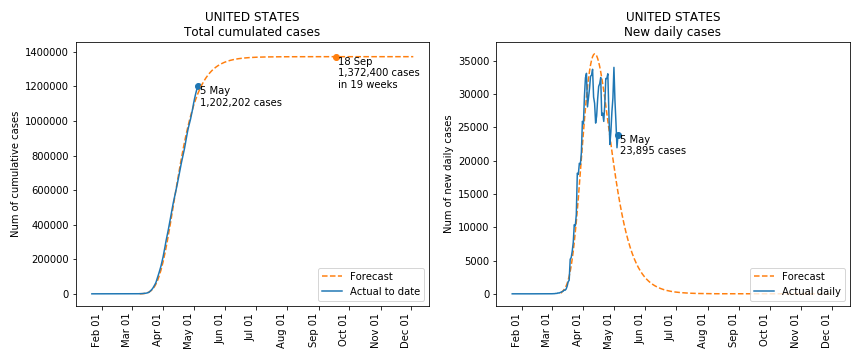 UNITED STATES
Total cumulated cases
Num of cumulative cases
1400000
1200000
1000000
800000
600000
400000
200000
0
18 Sep
1,372,400 cases
in 19 weeks
5 May
1,202,202 cases
Forecast
Actual to date
Feb 01
Mar 01
Apr 01
May 01
Jun 01
Jul 01
Aug 01
Sep 01
Oct 01
Nov 01
Dec 01
UNITED STATES
New daily cases
Num of new daily cases
35000
30000
25000
20000
15000
10000
5000
0
5 May
23,895 cases
Forecast
Actual daily
Feb 01
Mar 01
Apr 01
May 01
Jun 01
Jul 01
Aug 01
Sep 01
Oct 01
Nov 01
Dec 01